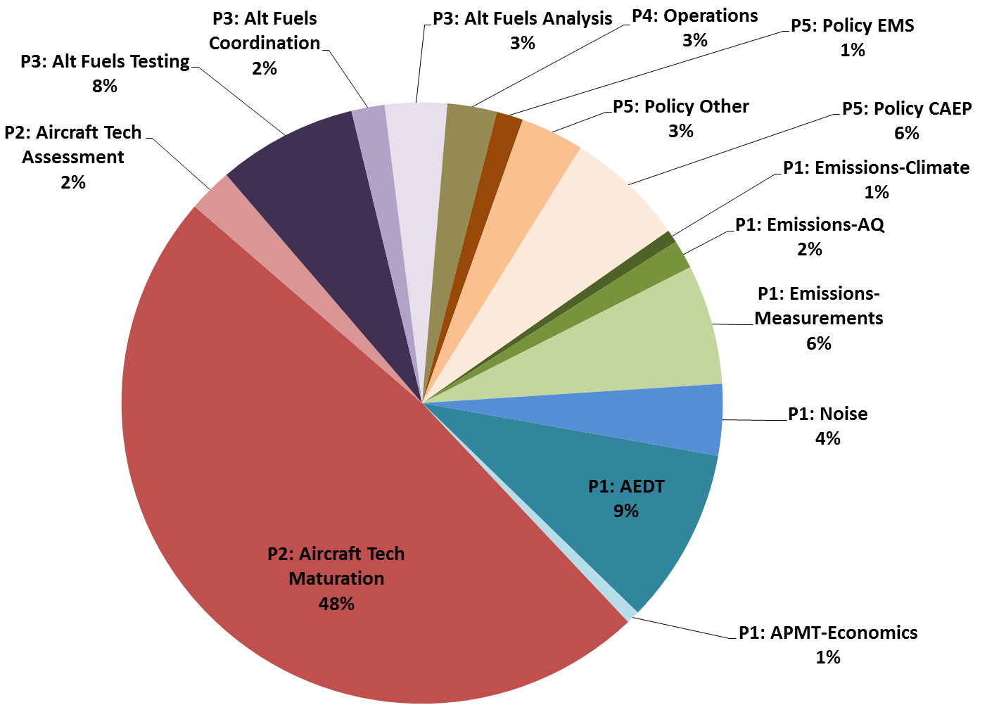 P3: Alt Fuels
Coordination
2%
P3: Alt Fuels Analysis
3%
P4: Operations
3%
P5: Policy EMS
1%
P3: Alt Fuels Testing
8%
P5: Policy Other
3%
P5: Policy CAEP
6%
P2: Aircraft Tech
Assessment
2%
P1: Emissions-Climate
1%
P1: Emissions-AQ
2%
P1: Emissions-
Measurements
6%
P1: Noise
4%
P1: AEDT
9%
P2: Aircraft Tech
Maturation
48%
P1: APMT-Economics
1%